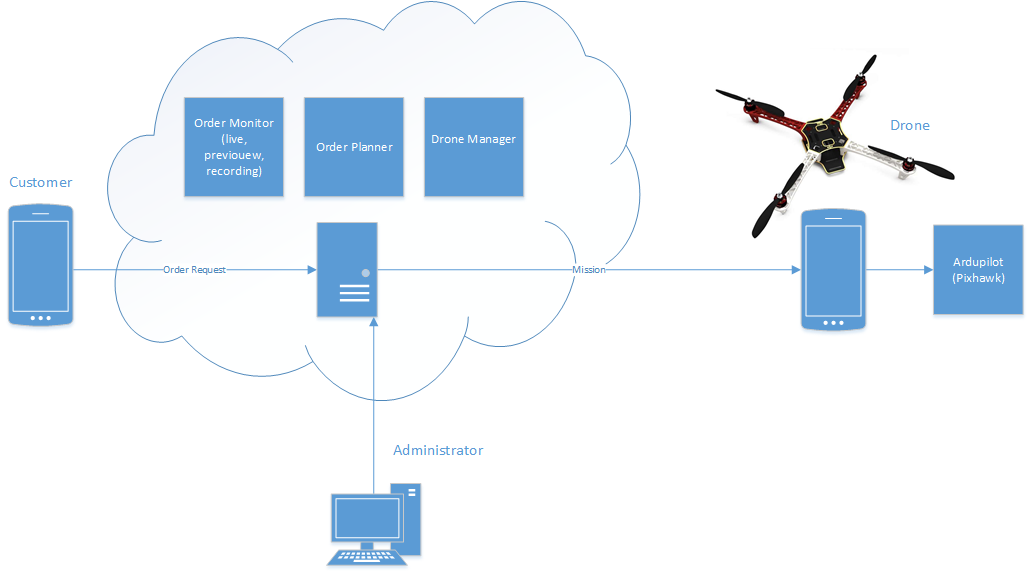 Order Monitor
(live,
previouew,
recording)
Order Planner
Drone Manager
Drone
Customer
Order Request
Mission
Ardupilot
(Pixhawk)
Administrator